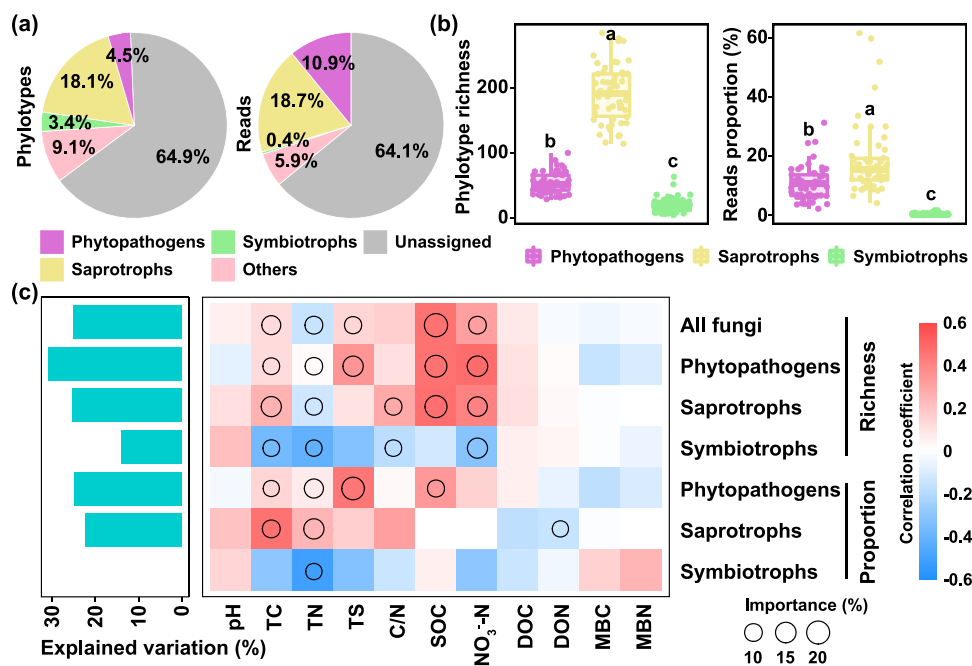 (a)
Phylotypes
4.5%
18.1%
3.4%
9.1%
64.9%
Reads
10.9%
18.7%
0.4%
5.9%
64.1%
Phytopathogens
Symbiotrophs
Unassigned
Saprotrophs
Others
(b)
Phylotype richness
200
100
0
b
a
c
Reads proportion (%)
60
40
20
0
b
a
c
Phytopathogens
Saprotrophs
Symbiotrophs
(c)
30
20
10
0
Explained variation (%)
All fungi
Phytopathogens
Saprotrophs
Symbiotrophs
Phytopathogens
Saprotrophs
Symbiotrophs
Richness
Proportion
pH
TC
TN
TS
C/N
SOC
NO3--N
DOC
DON
MBC
MBN
Correlation coefficient
0.6
0.4
0.2
0
-0.2
-0.4
-0.6
Importance (%)
10 15 20